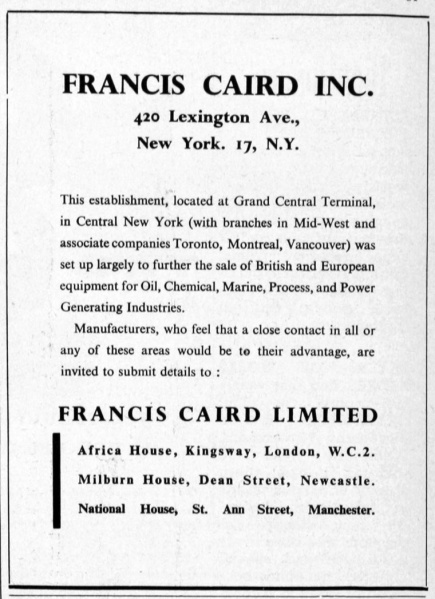 FRANCIS CAIRD INC.
420 Lexington Ave.,
New York. 17, N.Y.
This establishment, located at Grand Central Terminal,
in Central New York (with branches in Mid-West and
associate companies Toronto, Montreal, Vancouver) was
set up largely to further the sale of British and European
equipment for Oil, Chemical, Marine, Process, and Power
Generating Industries.
Manufacturers, who feel that a close contact in all or
any of these areas would be to their advantage, are
invited to submit details to :
FRANCIS CAIRD LIMITED
Africa House, Kingsway, London, W.C.2.
Milburn House, Dean Street, Newcastle.
National House, St. Ann Street, Manchester.